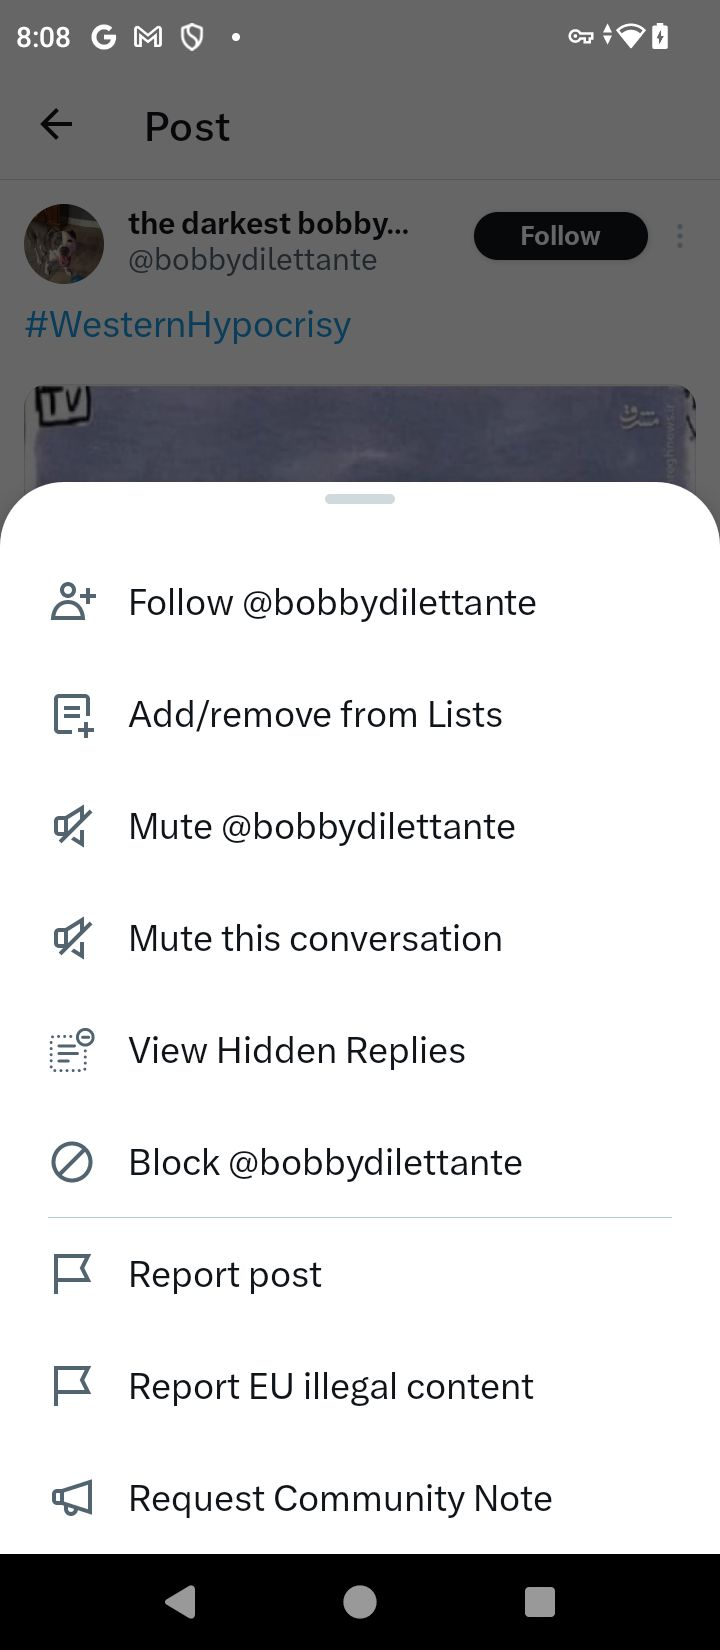 8:08
Post
the darkest bobby...
@bobbydilettante
Follow
#WesternHypocrisy
TV
مشرق
Follow @bobbydilettante
Add/remove from Lists
Mute @bobbydilettante
Mute this conversation
View Hidden Replies
Block @bobbydilettante
Report post
Report EU illegal content
Request Community Note